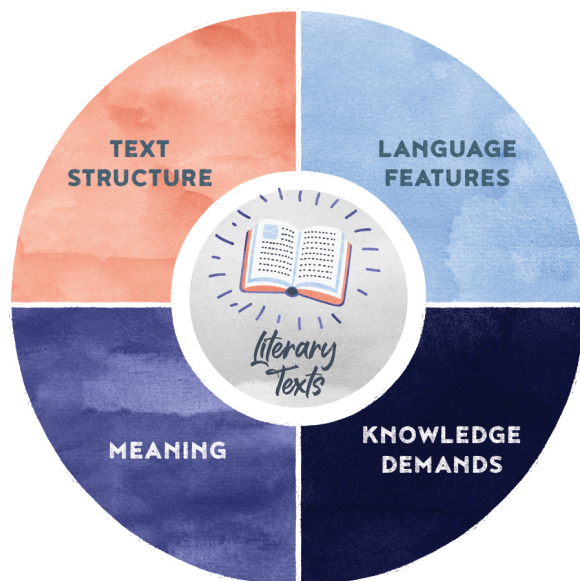 TEXT
STRUCTURE
LANGUAGE
FEATURES
Literary
Texts
MEANING
KNOWLEDGE
DEMANDS